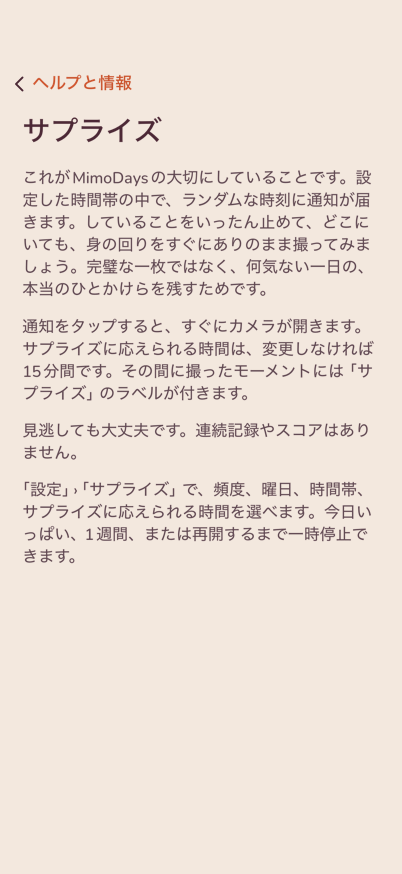 ヘルプと情報
サプライズ
これがMimoDaysの大切にしていることです。設
定した時間帯の中で、ランダムな時刻に通知が届
きます。していることをいったん止めて、どこに
いても、身の回りをすぐにありのまま撮ってみま
しょう。完璧な一枚ではなく、何気ない一日の、
本当のひとかけらを残すためです。
通知をタップすると、すぐにカメラが開きます。
サプライズに応えられる時間は、変更しなければ
15分間です。その間に撮ったモーメントには「サ
プライズ」のラベルが付きます。
見逃しても大丈夫です。連続記録やスコアはあり
ません。
「設定」›「サプライズ」で、頻度、曜日、時間帯、
サプライズに応えられる時間を選べます。今日い
っぱい、1週間、または再開するまで一時停止で
きます。